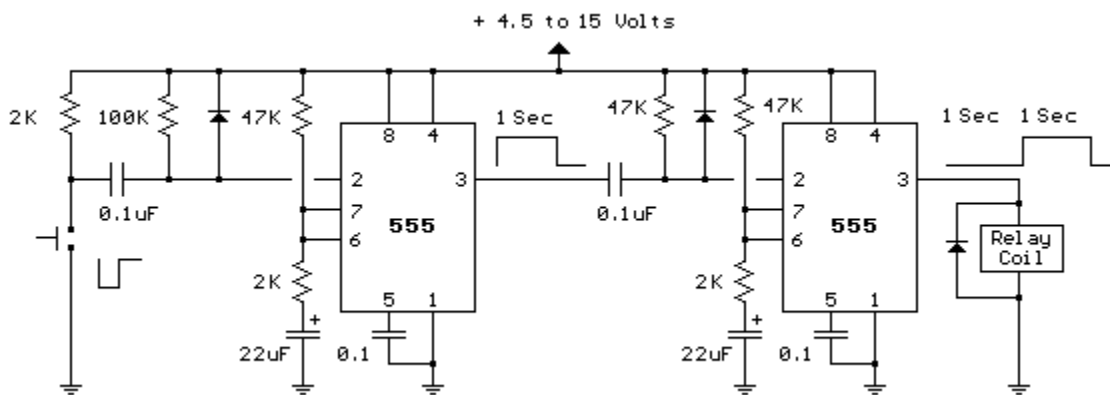 + 4.5 to 15 Volts
2K 100K 47K 8 4 1 Sec 47K 47K 8 4 1 Sec 1 Sec
2 3 2 3
0.1uF 7 0.1uF 7
555 555
6 6
Relay
Coil
2K 5 1 2K 5 1
+ +
22uF 0.1 22uF 0.1